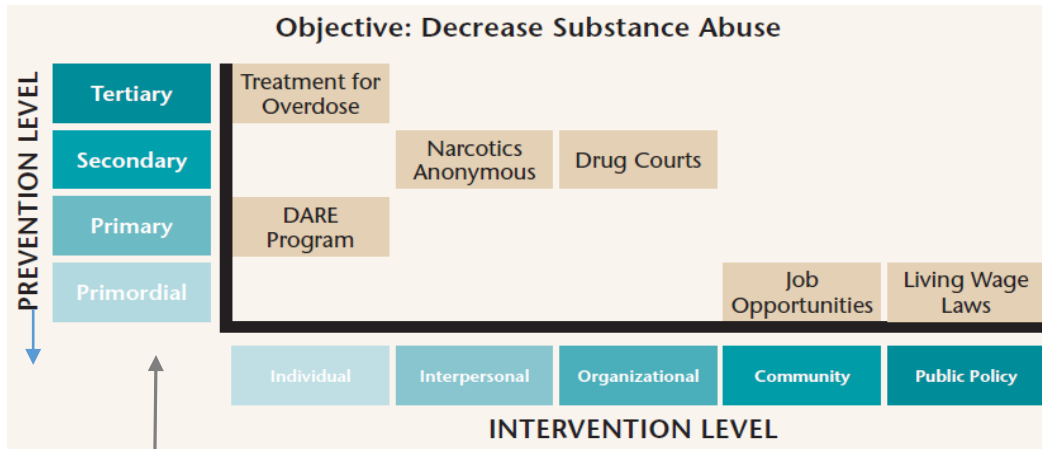 Objective: Decrease Substance Abuse
PREVENTION LEVEL
Tertiary
Treatment for
Overdose
Secondary
Narcotics
Anonymous
Drug Courts
Primary
DARE
Program
Primordial
Job
Opportunities
Living Wage
Laws
Individual
Interpersonal
Organizational
Community
Public Policy
INTERVENTION LEVEL